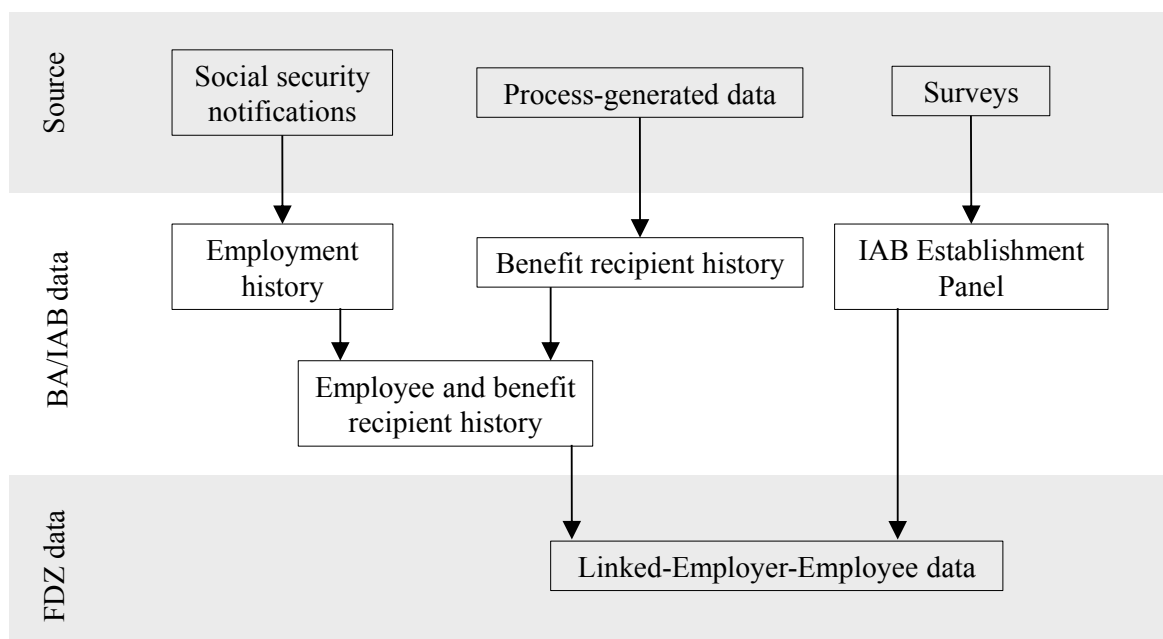 Source
Social security
notifications
Process-generated data
Surveys
BA/IAB data
Employment
history
Benefit recipient history
IAB Establishment
Panel
Employee and benefit
recipient history
FDZ data
Linked-Employer-Employee data